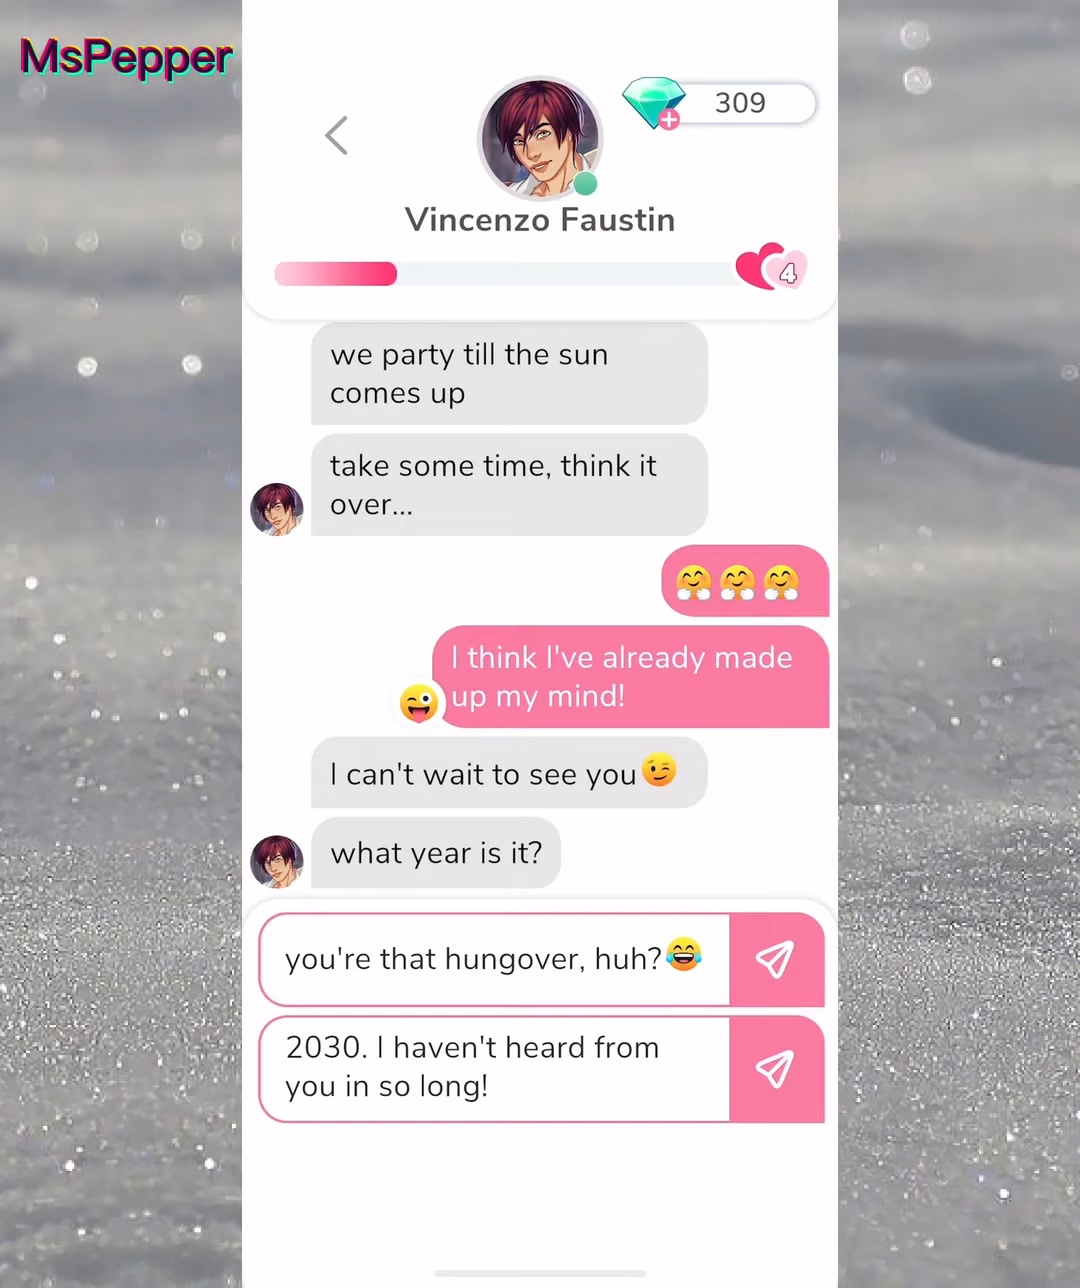 MsPepper
309
Vincenzo Faustin
4
we party till the sun
comes up
take some time, think it
over...
🤗🤗🤗
I think I've already made
up my mind!
😜
I can't wait to see you😉
what year is it?
you're that hungover, huh?😂
2030. I haven't heard from
you in so long!